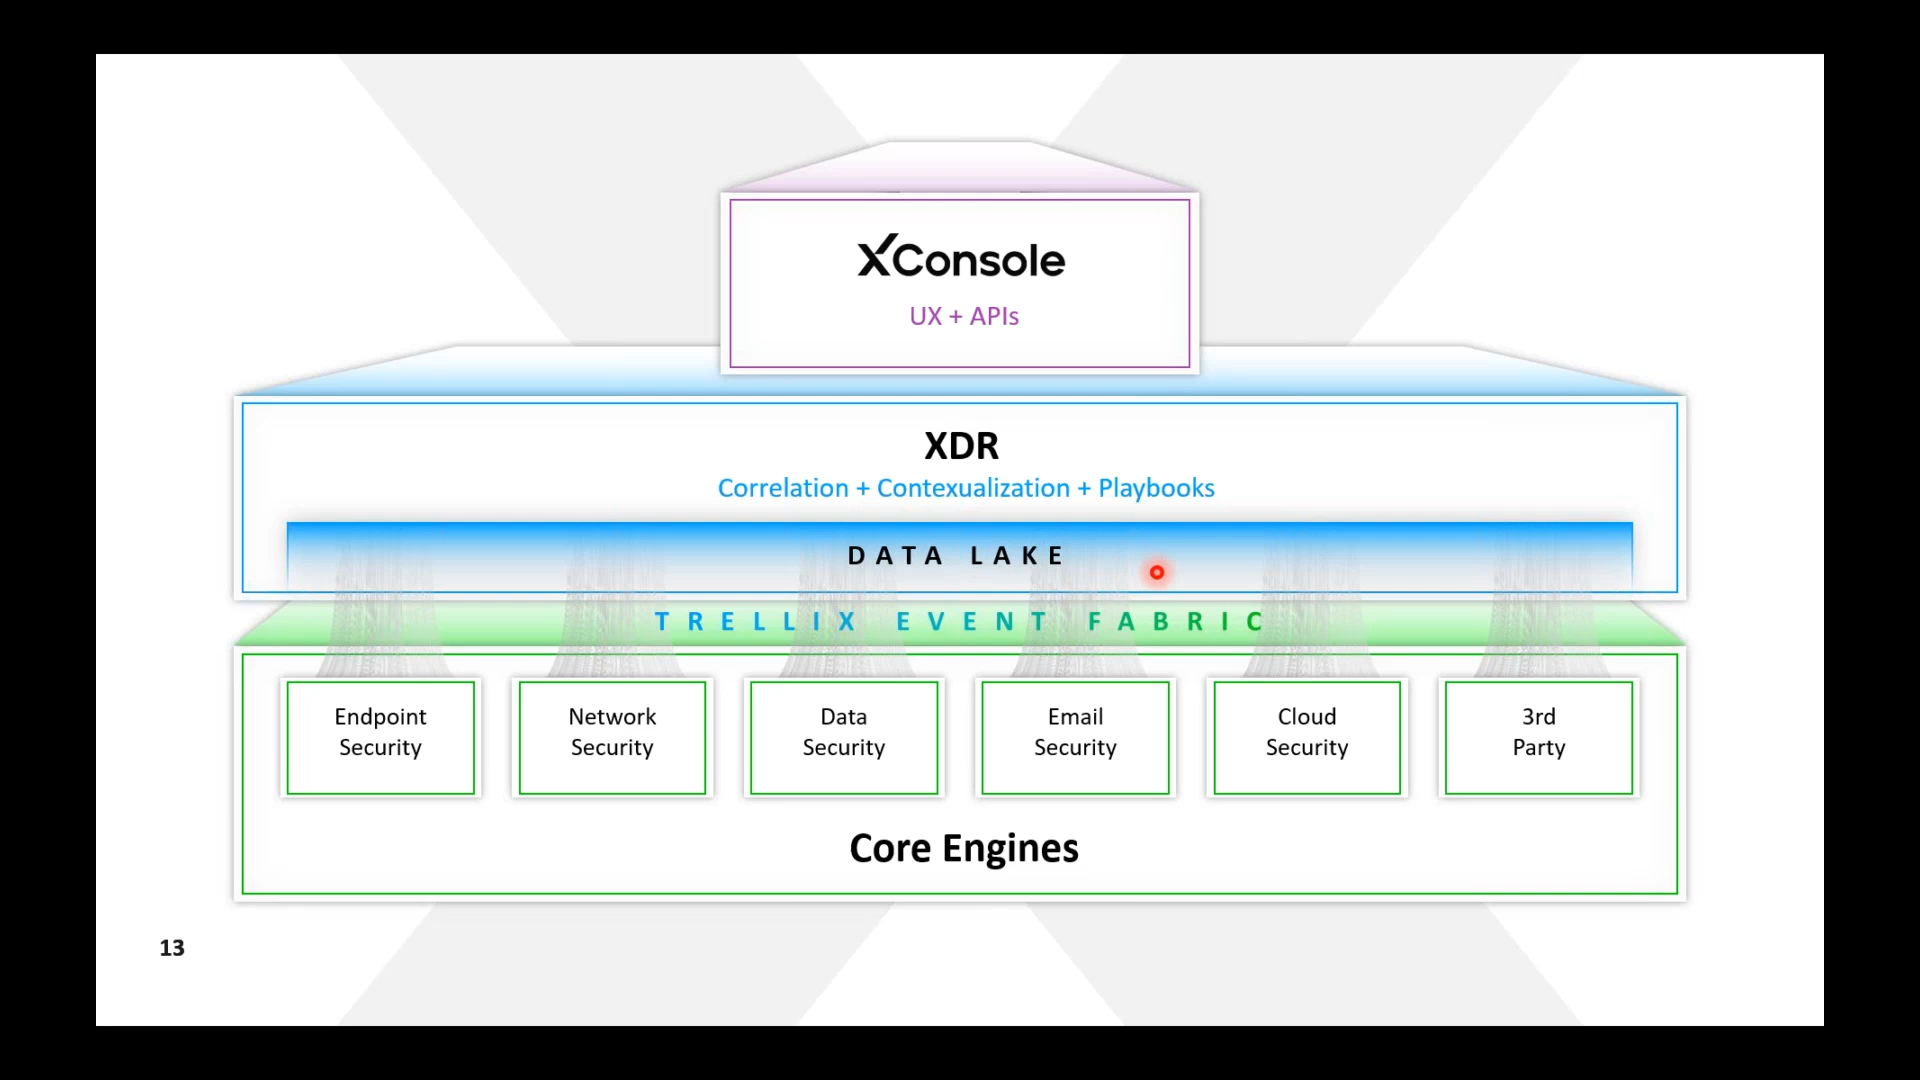 XConsole
UX + APIs
XDR
Correlation + Contexualization + Playbooks
DATA LAKE
TRELLIX EVENT FABRIC
Endpoint
Security
Network
Security
Data
Security
Email
Security
Cloud
Security
3rd
Party
Core Engines
13